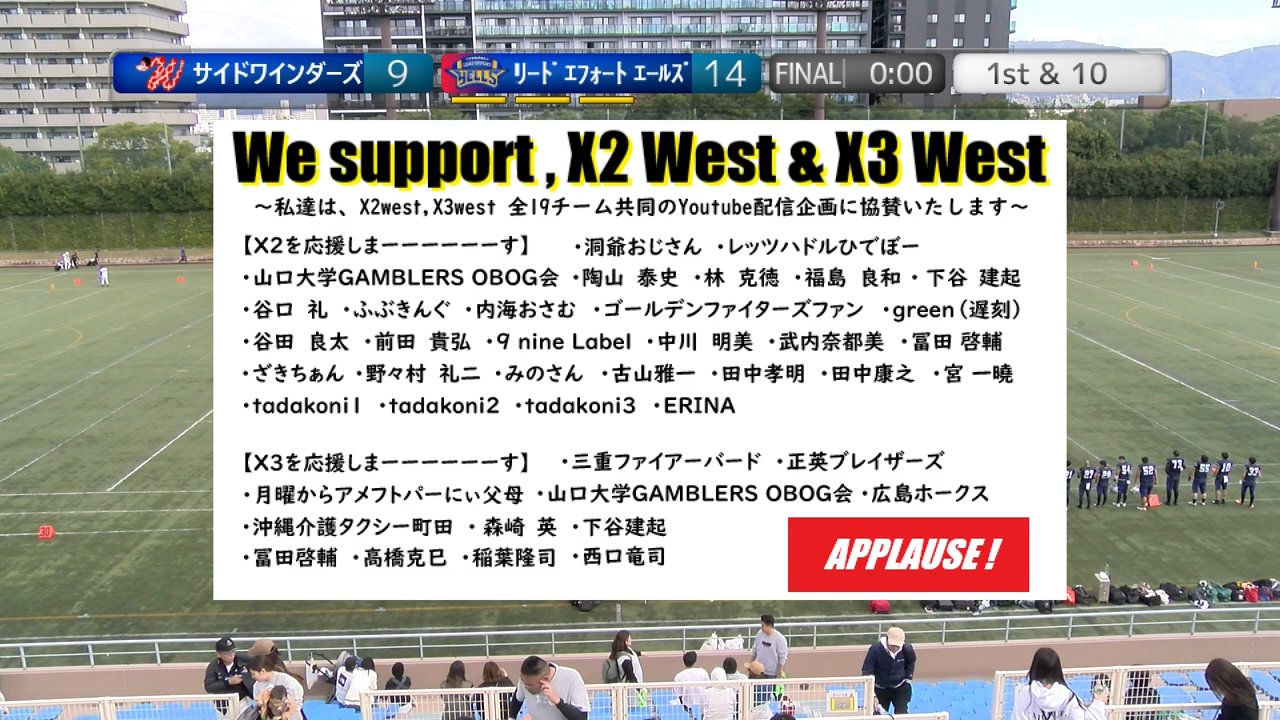 サイドワインダーズ 9 YELLS リード エフォート エールズ 14 FINAL 0:00 1st & 10
We support , X2 West & X3 West
～私達は、X2west,X3west 全19チーム共同のYoutube配信企画に協賛いたします～
【X2を応援しまーーーーーーす】 ・洞爺おじさん ・レッツハドルひでぼー
・山口大学GAMBLERS OBOG会 ・陶山 泰史 ・林 克徳 ・福島 良和 ・下谷 建起
・谷口 礼 ・ふぶきんぐ ・内海おさむ ・ゴールデンファイターズファン ・green（遅刻）
・谷田 良太 ・前田 貴弘 ・9 nine Label ・中川 明美 ・武内奈都美 ・冨田 啓輔
・ざきちぁん ・野々村 礼二 ・みのさん ・古山雅一 ・田中孝明 ・田中康之 ・宮 一曉
・tadakoni1 ・tadakoni2 ・tadakoni3 ・ERINA
【X3を応援しまーーーーーーす】 ・三重ファイアーバード ・正英ブレイザーズ
・月曜からアメフトバーにぃ父母 ・山口大学GAMBLERS OBOG会 ・広島ホークス
・沖縄介護タクシー町田 ・森崎 英 ・下谷建起
・冨田啓輔 ・高橋克巳 ・稲葉隆司 ・西口竜司
APPLAUSE!
30
21
54
52
73
55
10
33